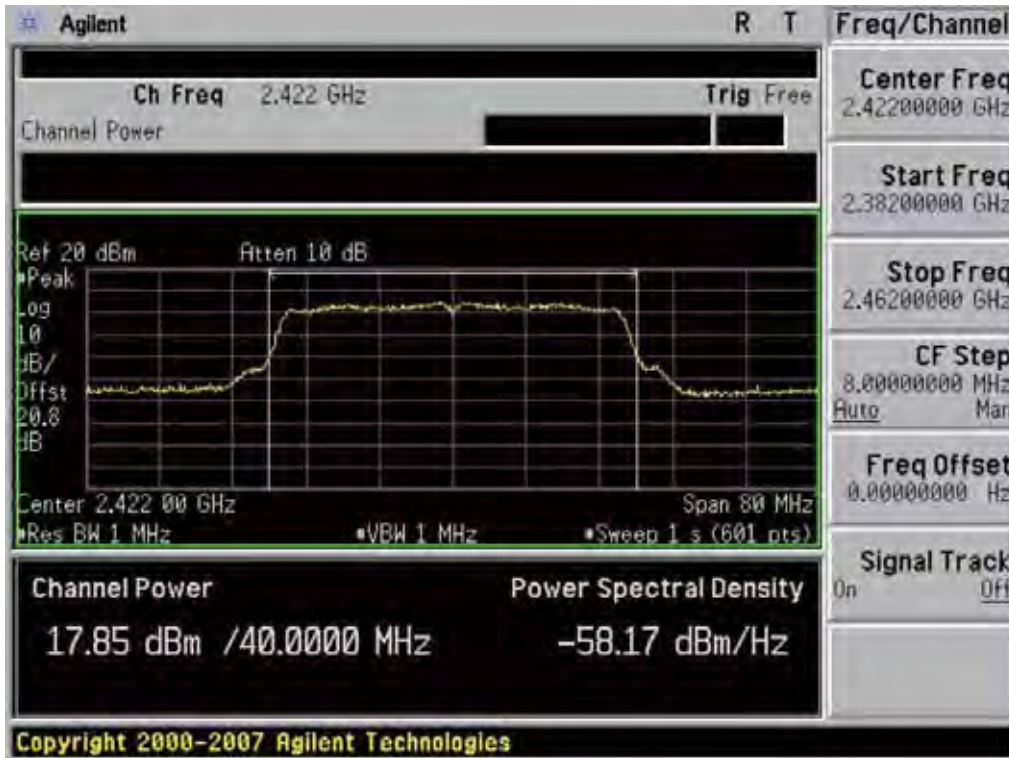 Agilent R T
Ch Freq 2.422 GHz Trig Free
Channel Power
Ref 20 dBm Atten 10 dB
Peak
Log
10
dB/
Offst
20.8
dB
Center 2.422 00 GHz Span 80 MHz
Res BW 1 MHz VBW 1 MHz Sweep 1 s (601 pts)
Channel Power Power Spectral Density
17.85 dBm /40.0000 MHz -58.17 dBm/Hz
Copyright 2000-2007 Agilent Technologies
Freq/Channel
Center Freq
2.42200000 GHz
Start Freq
2.38200000 GHz
Stop Freq
2.46200000 GHz
CF Step
8.00000000 MHz
Auto Man
Freq Offset
0.00000000 Hz
Signal Track
On Off